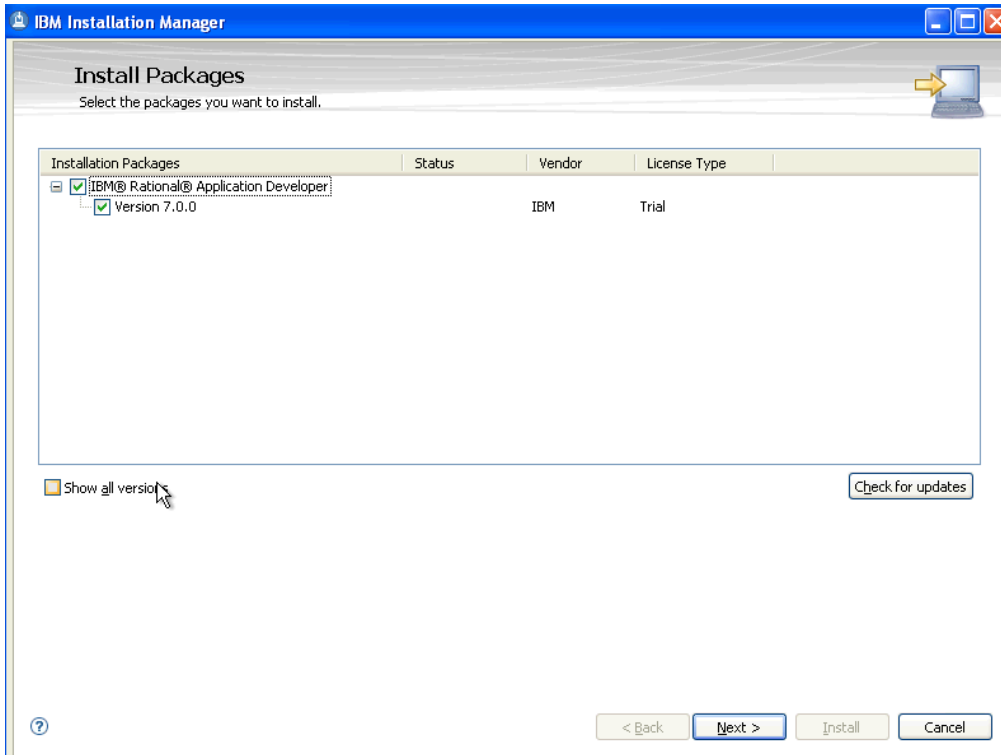 IBM Installation Manager
Install Packages
Select the packages you want to install.
Installation Packages Status Vendor License Type
IBM® Rational® Application Developer
Version 7.0.0 IBM Trial
Show all versions Check for updates
? < Back Next > Install Cancel